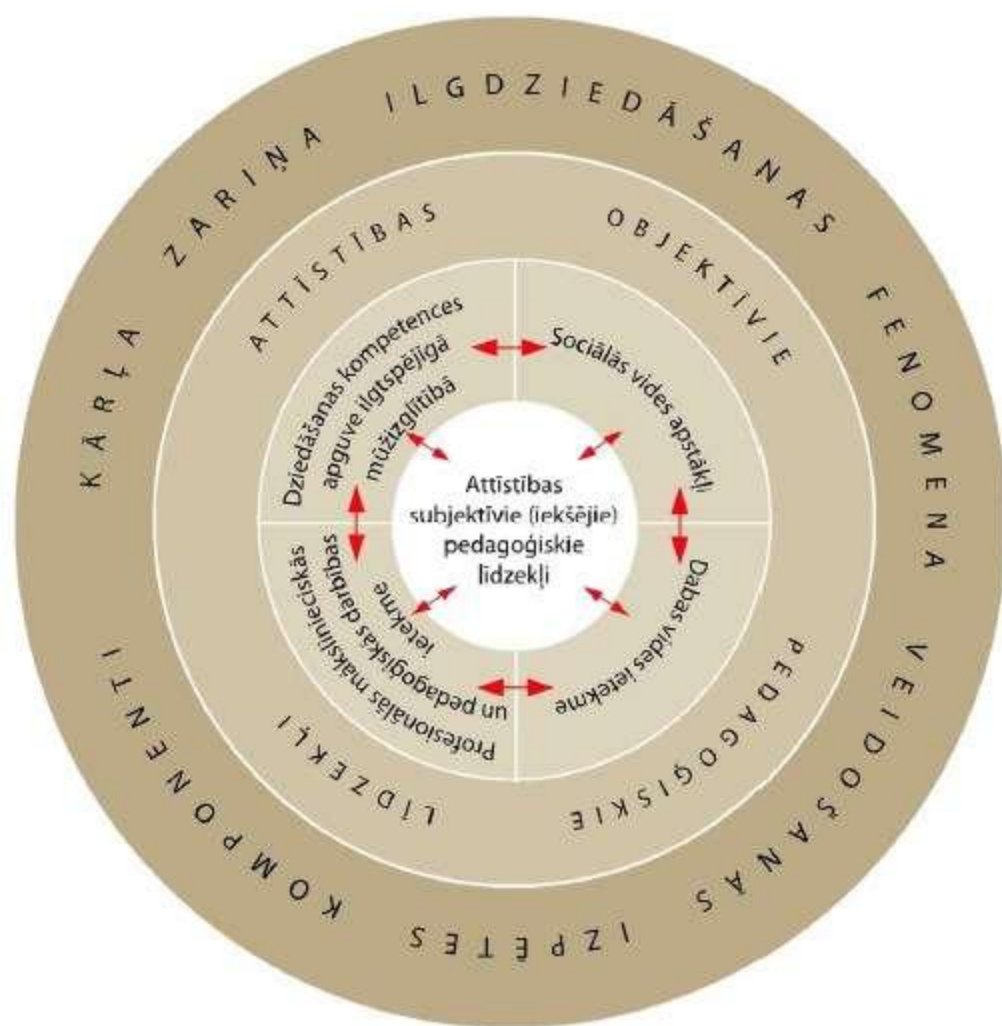 KĀRĻA ZARIŅA ILGDZIEDĀŠANAS FENOMENA VEIDOŠANĀS IZPĒTES KOMPONENTI
ATTĪSTĪBAS OBJEKTĪVIE PEDAGOĢISKIE LĪDZEKĻI
Dziedāšanas kompetences
apguve ilgtspējīgā
mūžizglītībā
Sociālās vides apstākļi
Dabas vides ietekme
Profesionālās mākslinieciskās
un pedagoģiskās darbības
ietekme
Attīstības
subjektīvie (iekšējie)
pedagoģiskie
līdzekļi